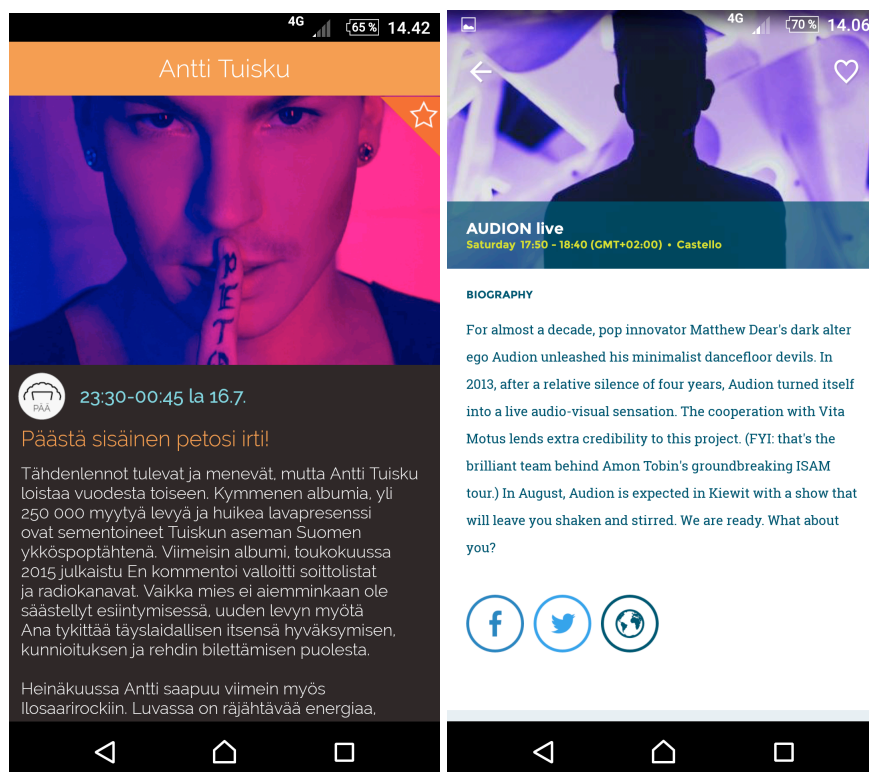 4G 65 % 14.42
Antti Tuisku
PETO
PÄÄ
23:30-00:45 la 16.7.
Päästä sisäinen petosi irti!
Tähdenlennot tulevat ja menevät, mutta Antti Tuisku
loistaa vuodesta toiseen. Kymmenen albumia, yli
250 000 myytyä levyä ja huikea lavapresenssi
ovat sementoineet Tuiskun aseman Suomen
ykköspoptähtenä. Viimeisin albumi, toukokuussa
2015 julkaistu En kommentoi valloitti soittolistat
ja radiokanavat. Vaikka mies ei aiemminkaan ole
säästellyt esiintymisessä, uuden levyn myötä
Ana tykittää täyslaidallisen itsensä hyväksymisen,
kunnioituksen ja rehdin bilettämisen puolesta.
Heinäkuussa Antti saapuu viimein myös
Ilosaarirockiin. Luvassa on räjähtävää energiaa,
4G 70 % 14.06
AUDION live
Saturday 17:50 - 18:40 (GMT+02:00) • Castello
BIOGRAPHY
For almost a decade, pop innovator Matthew Dear's dark alter
ego Audion unleashed his minimalist dancefloor devils. In
2013, after a relative silence of four years, Audion turned itself
into a live audio-visual sensation. The cooperation with Vita
Motus lends extra credibility to this project. (FYI: that's the
brilliant team behind Amon Tobin's groundbreaking ISAM
tour.) In August, Audion is expected in Kiewit with a show that
will leave you shaken and stirred. We are ready. What about
you?